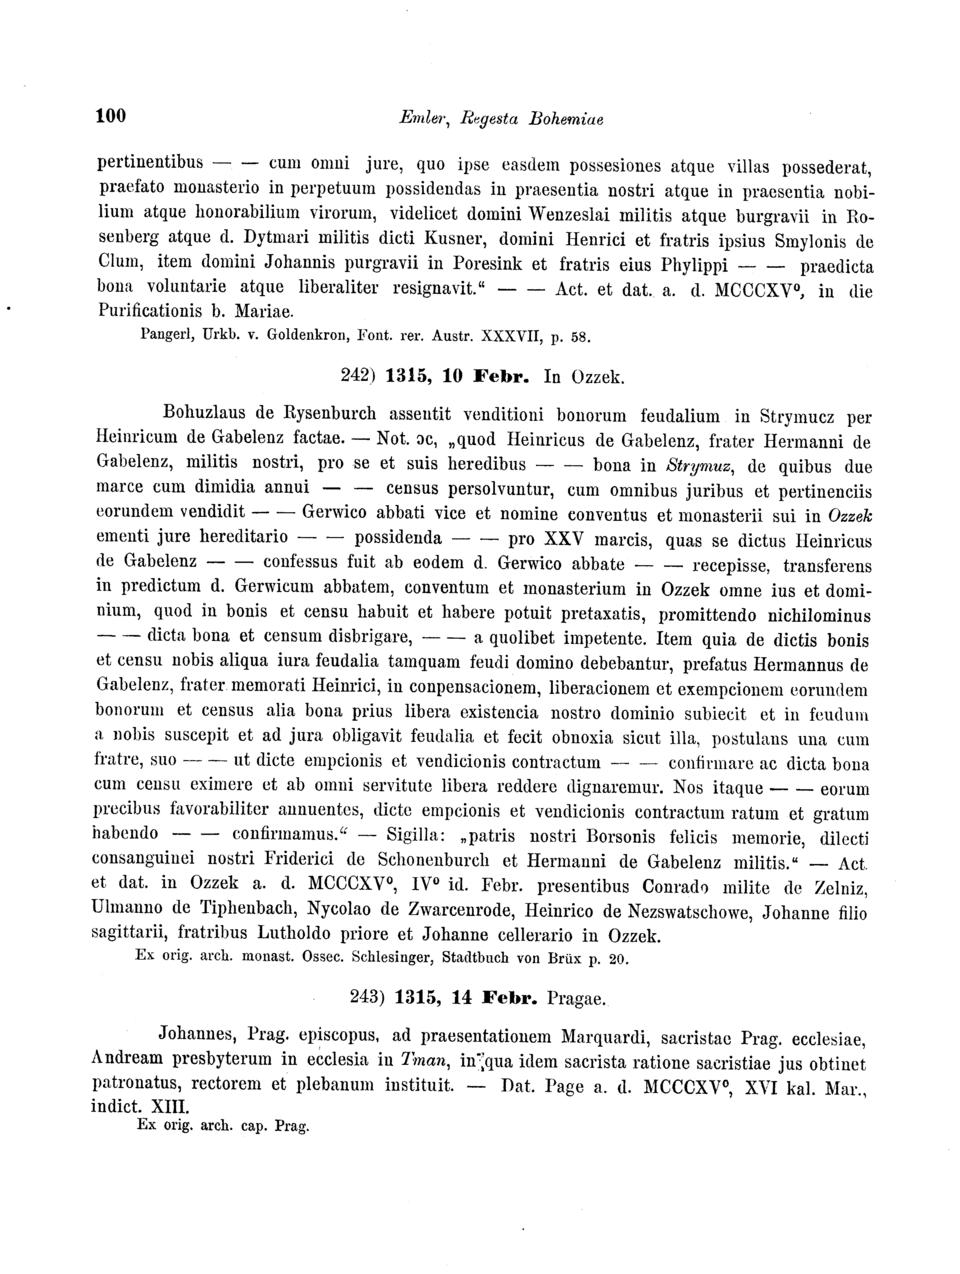 100
Emler, Regesta Bohemiae
pertinentibus — — cum omni jure, quo ipse easdem possesiones atque villas possederat,
praefato monasterio in perpetuum possidendas in praesentia nostri atque in praesentia nobi-
lium atque honorabilium virorum, videlicet domini Wenzeslai militis atque burgravii in Ro-
senberg atque d. Dytmari militis dicti Kusner, domini Henrici et fratris ipsius Smylonis de
Clum, item domini Johannis purgravii in Poresink et fratris eius Phylippi — — praedicta
bona voluntarie atque liberaliter resignavit.“ — — Act. et dat. a. d. MCCCXV⁰, in die
Purificationis b. Mariae.
Pangerl, Urkb. v. Goldenkron, Font. rer. Austr. XXXVII, p. 58.
242) 1315, 10 Febr. In Ozzek.
Bohuzlaus de Rysenburch assentit venditioni bonorum feudalium in Strymucz per
Heinricum de Gabelenz factae. — Not. ɔc, „quod Heinricus de Gabelenz, frater Hermanni de
Gabelenz, militis nostri, pro se et suis heredibus — — bona in Strymuz, de quibus due
marce cum dimidia annui — — census persolvuntur, cum omnibus juribus et pertinenciis
eorundem vendidit — — Gerwico abbati vice et nomine conventus et monasterii sui in Ozzek
ementi jure hereditario — — possidenda — — pro XXV marcis, quas se dictus Heinricus
de Gabelenz — — confessus fuit ab eodem d. Gerwico abbate — — recepisse, transferens
in predictum d. Gerwicum abbatem, conventum et monasterium in Ozzek omne ius et domi-
nium, quod in bonis et censu habuit et habere potuit pretaxatis, promittendo nichilominus
— — dicta bona et censum disbrigare, — — a quolibet impetente. Item quia de dictis bonis
et censu nobis aliqua iura feudalia tamquam feudi domino debebantur, prefatus Hermannus de
Gabelenz, frater memorati Heinrici, in conpensacionem, liberacionem et exempcionem eorundem
bonorum et census alia bona prius libera existencia nostro dominio subiecit et in feudum
a nobis suscepit et ad jura obligavit feudalia et fecit obnoxia sicut illa, postulans una cum
fratre, suo — — ut dicte empcionis et vendicionis contractum — — confirmare ac dicta bona
cum censu eximere et ab omni servitute libera reddere dignaremur. Nos itaque — — eorum
precibus favorabiliter annuentes, dicte empcionis et vendicionis contractum ratum et gratum
habendo — — confirmamus.“ — Sigilla: „patris nostri Borsonis felicis memorie, dilecti
consanguinei nostri Friderici de Schonenburch et Hermanni de Gabelenz militis.“ — Act.
et dat. in Ozzek a. d. MCCCXV⁰, IV⁰ id. Febr. presentibus Conrado milite de Zelniz,
Ulmanno de Tiphenbach, Nycolao de Zwarcenrode, Heinrico de Nezswatschowe, Johanne filio
sagittarii, fratribus Lutholdo priore et Johanne cellerario in Ozzek.
Ex orig. arch. monast. Ossec. Schlesinger, Stadtbuch von Brüx p. 20.
243) 1315, 14 Febr. Pragae.
Johannes, Prag. episcopus, ad praesentationem Marquardi, sacristae Prag. ecclesiae,
Andream presbyterum in ecclesia in Tman, in qua idem sacrista ratione sacristiae jus obtinet
patronatus, rectorem et plebanum instituit. — Dat. Page a. d. MCCCXV⁰, XVI kal. Mar.,
indict. XIII.
Ex orig. arch. cap. Prag.